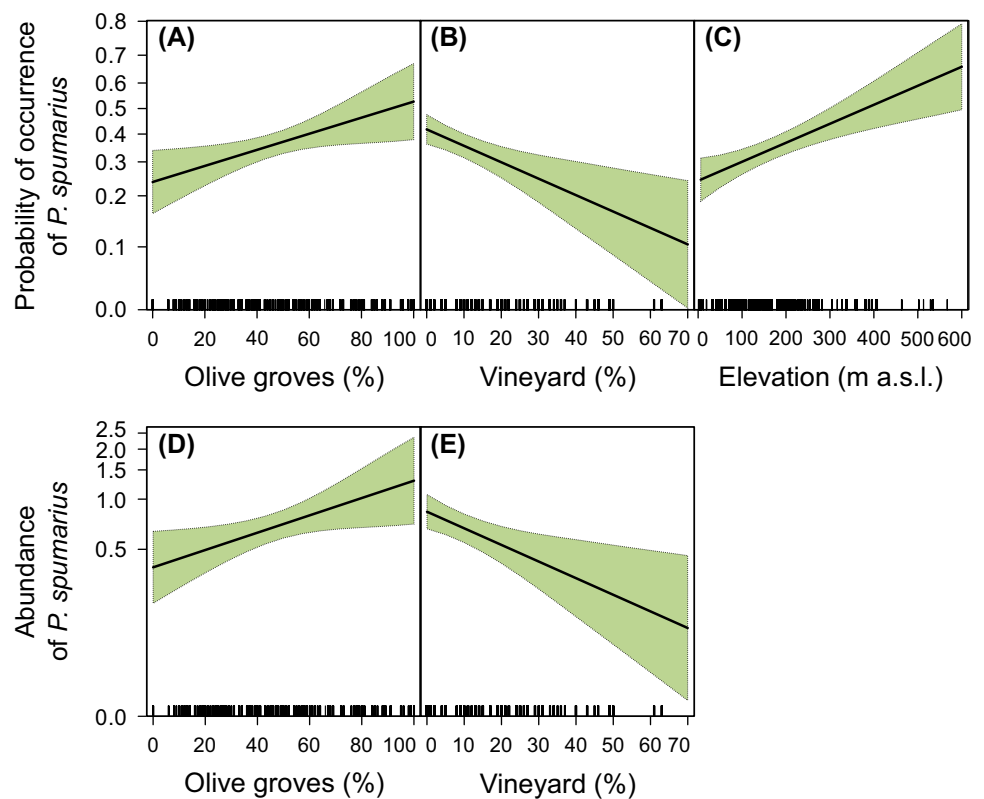 Probability of occurrence
of P. spumarius
0.8
0.7
0.6
0.5
0.4
0.3
0.2
0.1
0.0
(A)
(B)
(C)
0 20 40 60 80 100
0 10 20 30 40 50 60 70
0 100 200 300 400 500 600
Olive groves (%)
Vineyard (%)
Elevation (m a.s.l.)
Abundance
of P. spumarius
2.5
2.0
1.5
1.0
0.5
0.0
(D)
(E)
0 20 40 60 80 100
0 10 20 30 40 50 60 70
Olive groves (%)
Vineyard (%)